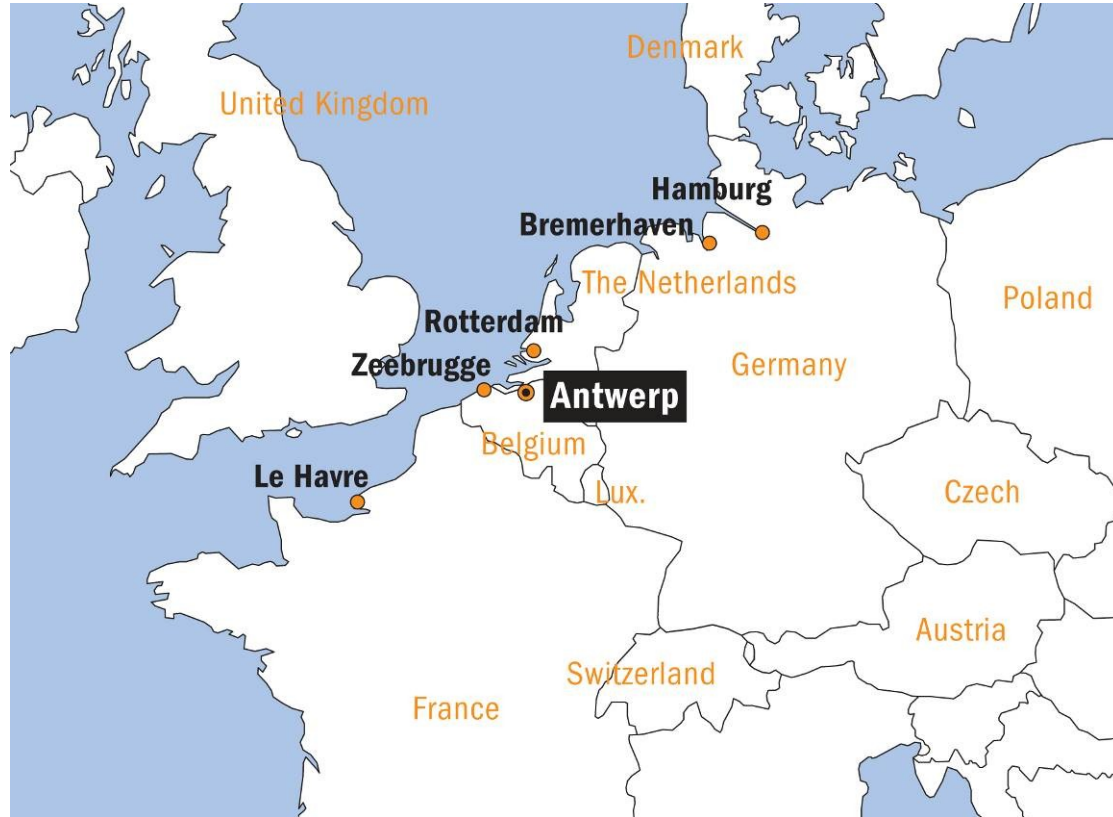 Denmark
United Kingdom
Hamburg
Bremerhaven
The Netherlands
Poland
Rotterdam
Zeebrugge
Germany
Antwerp
Belgium
Le Havre
Lux.
Czech
Austria
Switzerland
France